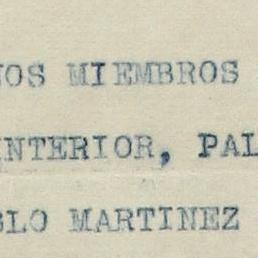 NOS MIEMBROS
INTERIOR, PAL
BLO MARTINEZ